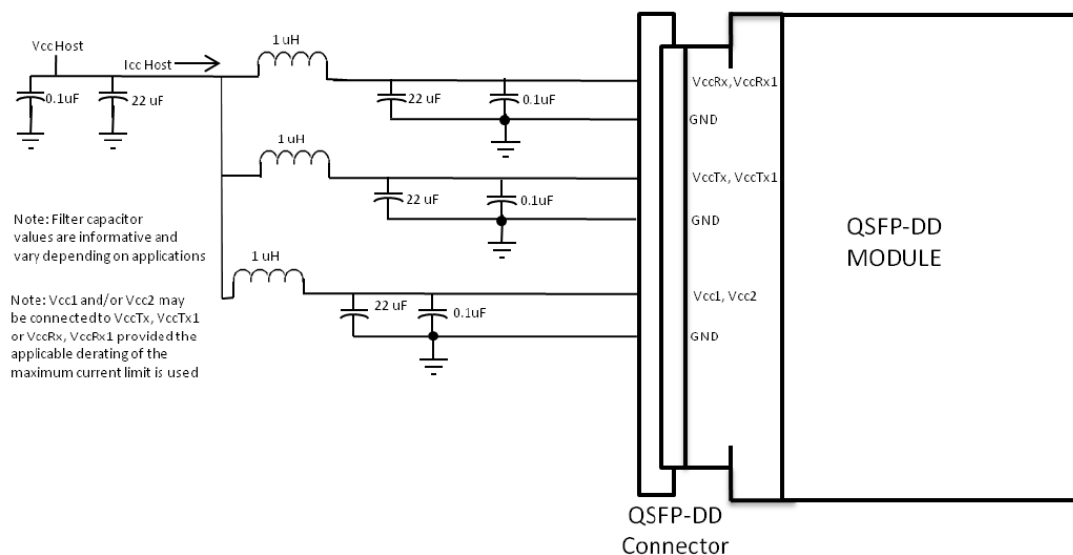 Vcc Host
Icc Host
0.1uF
22 uF
1 uH
22 uF
0.1uF
VccRx, VccRx1
GND
1 uH
22 uF
0.1uF
VccTx, VccTx1
GND
Note: Filter capacitor
values are informative and
vary depending on applications
1 uH
22 uF
0.1uF
Vcc1, Vcc2
GND
Note: Vcc1 and/or Vcc2 may
be connected to VccTx, VccTx1
or VccRx, VccRx1 provided the
applicable derating of the
maximum current limit is used
QSFP-DD
MODULE
QSFP-DD
Connector